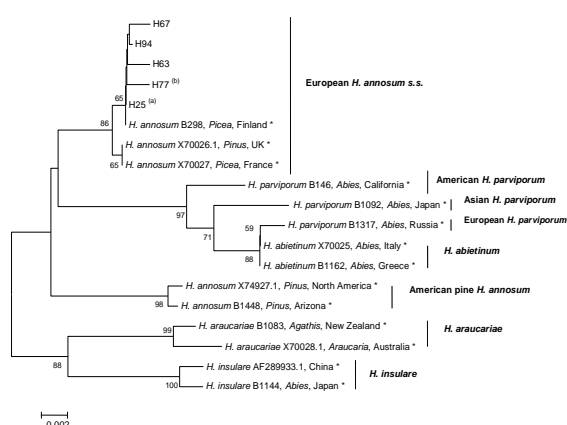 H67
H94
H63
H77 (b)
65
H25 (a)
European H. annosum s.s.
86
H. annosum B298, Picea, Finland *
H. annosum X70026.1, Pinus, UK *
65
H. annosum X70027, Picea, France *
H. parviporum B146, Abies, California *
American H. parviporum
97
H. parviporum B1092, Abies, Japan *
Asian H. parviporum
71
59
H. parviporum B1317, Abies, Russia *
European H. parviporum
H. abietinum X70025, Abies, Italy *
H. abietinum
88
H. abietinum B1162, Abies, Greece *
H. annosum X74927.1, Pinus, North America *
American pine H. annosum
98
H. annosum B1448, Pinus, Arizona *
99
H. araucariae B1083, Agathis, New Zealand *
H. araucariae
H. araucariae X70028.1, Araucaria, Australia *
88
H. insulare AF289933.1, China *
H. insulare
100
H. insulare B1144, Abies, Japan *
0.002